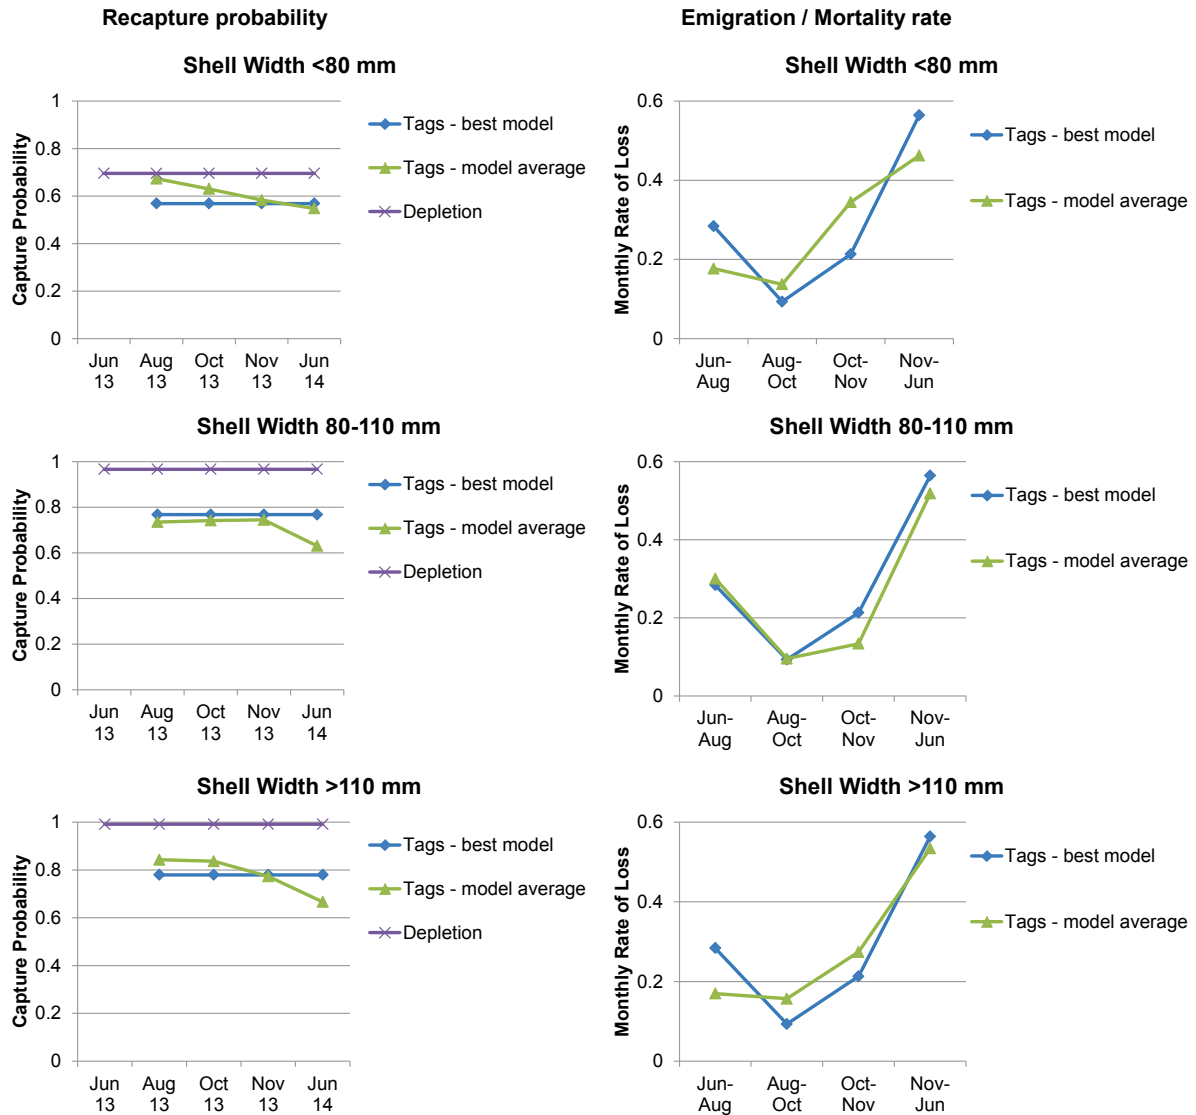 Recapture probability
Emigration / Mortality rate
Shell Width <80 mm
Capture Probability
1
0.8
0.6
0.4
0.2
0
Jun 13
Aug 13
Oct 13
Nov 13
Jun 14
Tags - best model
Tags - model average
Depletion
Shell Width <80 mm
Monthly Rate of Loss
0.6
0.4
0.2
0
Jun-
Aug
Aug-
Oct
Oct-
Nov
Nov-
Jun
Tags - best model
Tags - model average
Shell Width 80-110 mm
Capture Probability
1
0.8
0.6
0.4
0.2
0
Jun 13
Aug 13
Oct 13
Nov 13
Jun 14
Tags - best model
Tags - model average
Depletion
Shell Width 80-110 mm
Monthly Rate of Loss
0.6
0.4
0.2
0
Jun-
Aug
Aug-
Oct
Oct-
Nov
Nov-
Jun
Tags - best model
Tags - model average
Shell Width >110 mm
Capture Probability
1
0.8
0.6
0.4
0.2
0
Jun 13
Aug 13
Oct 13
Nov 13
Jun 14
Tags - best model
Tags - model average
Depletion
Shell Width >110 mm
Monthly Rate of Loss
0.6
0.4
0.2
0
Jun-
Aug
Aug-
Oct
Oct-
Nov
Nov-
Jun
Tags - best model
Tags - model average